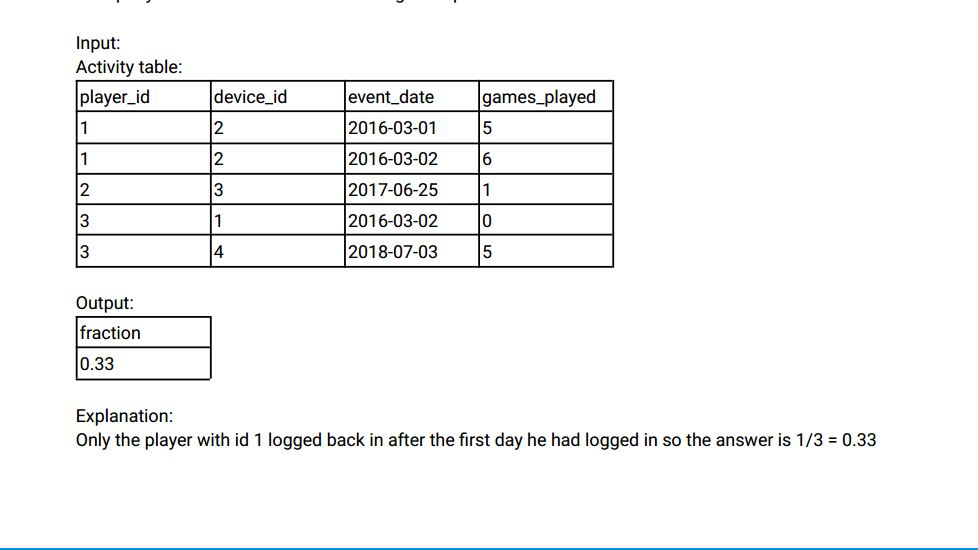 Input:
Activity table:
player_id device_id event_date games_played
1 2 2016-03-01 5
1 2 2016-03-02 6
2 3 2017-06-25 1
3 1 2016-03-02 0
3 4 2018-07-03 5
Output:
fraction
0.33
Explanation:
Only the player with id 1 logged back in after the first day he had logged in so the answer is 1/3 = 0.33